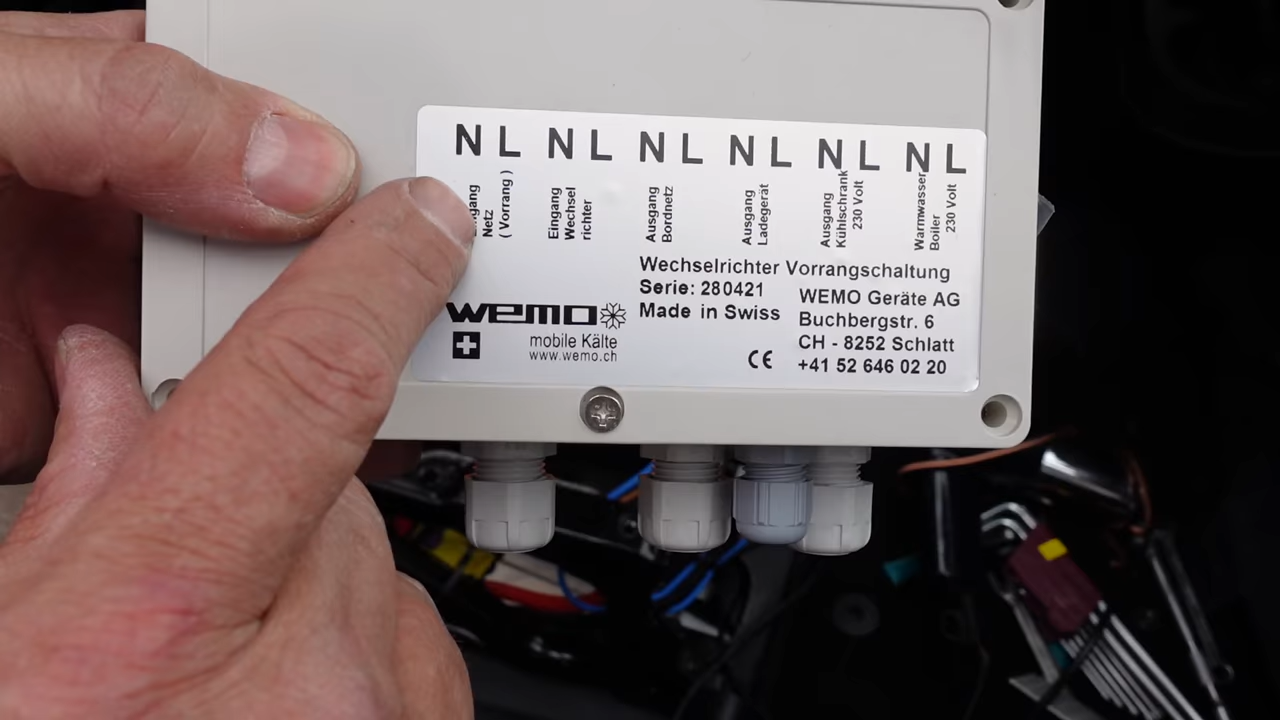 N L N L N L N L N L N L
Netz
( Vorrang )
Eingang
Wechsel
richter
Ausgang
Bordnetz
Ausgang
Ladegerät
Ausgang
Kühlschrank
230 Volt
Warmwasser
Boiler
230 Volt
Wechselrichter Vorrangschaltung
Serie: 280421
Made in Swiss
WEMO Geräte AG
Buchbergstr. 6
CH - 8252 Schlatt
+41 52 646 02 20
wemo
mobile Kälte
www.wemo.ch
CE